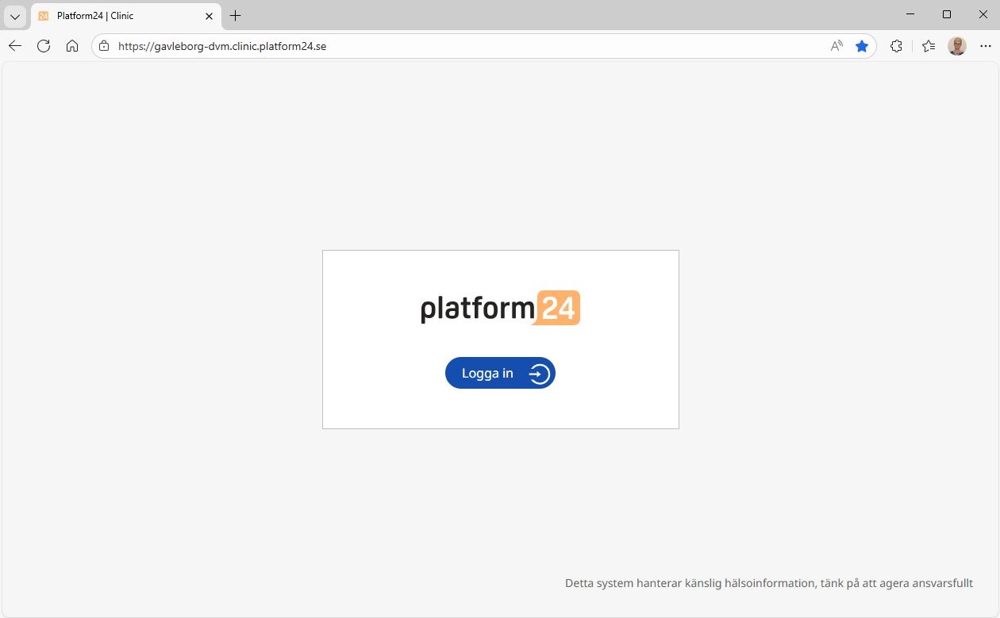 24 Platform24 | Clinic
https://gavleborg-dvm.clinic.platform24.se
platform24
Logga in
Detta system hanterar känslig hälsoinformation, tänk på att agera ansvarsfullt